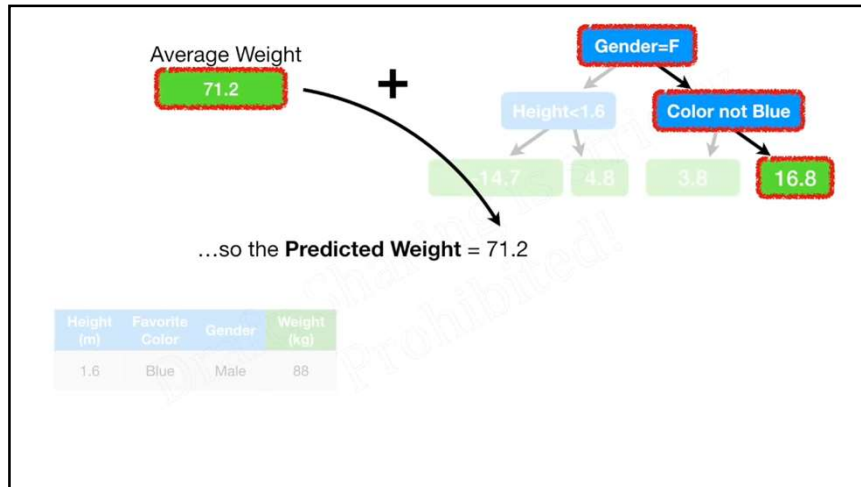 Average Weight
71.2
+
Gender=F
Height<1.6
Color not Blue
-14.7
4.8
3.8
16.8
…so the Predicted Weight = 71.2
Height (m)
Favorite Color
Gender
Weight (kg)
1.6
Blue
Male
88
Prohibited!